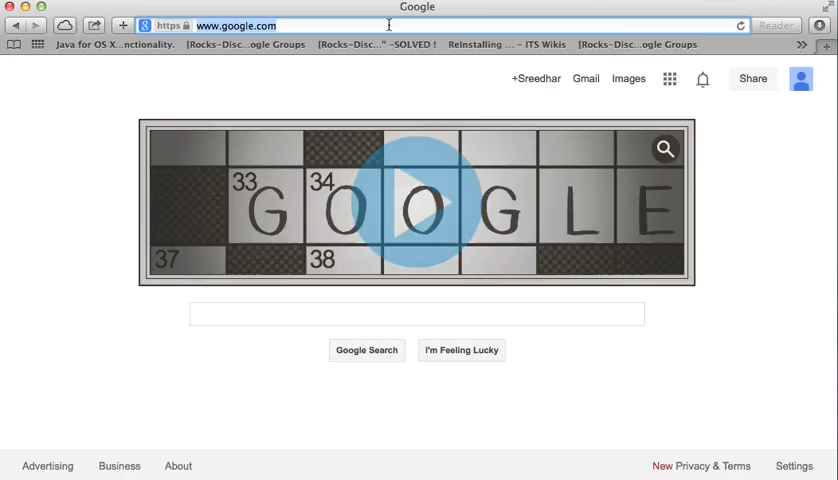 Google
https www.google.com Reader
Java for OS X...nctionality. [Rocks-Disc...ogle Groups [Rocks-Disc..." -SOLVED ! ReInstalling ... - ITS Wikis [Rocks-Disc...ogle Groups
+Sreedhar Gmail Images Share
33 34
GOOGLE
37 38
Google Search I'm Feeling Lucky
Advertising Business About New Privacy & Terms Settings